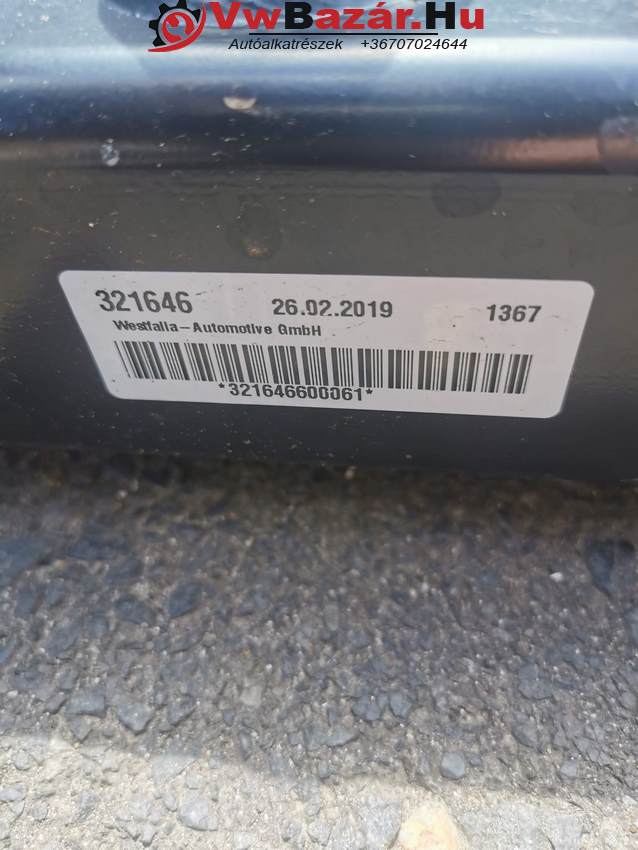 VwBazár.Hu
Autóalkatrészek +36707024644
321646 26.02.2019 1367
Westfalia-Automotive GmbH
*321646600061*